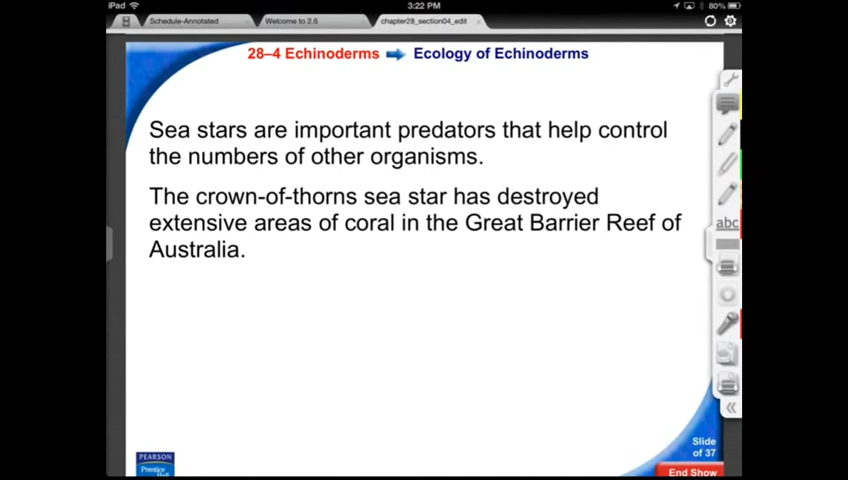 iPad
3:22 PM
80%
Schedule-Annotated
Welcome to 2.6
chapter28_section04_edit
28–4 Echinoderms
Ecology of Echinoderms
Sea stars are important predators that help control
the numbers of other organisms.
The crown-of-thorns sea star has destroyed
extensive areas of coral in the Great Barrier Reef of
Australia.
abc
Slide
of 37
End Show
PEARSON
Prentice
Hall